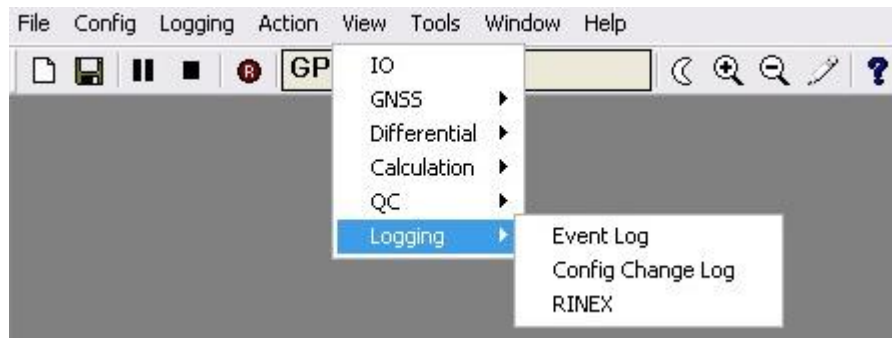 File Config Logging Action View Tools Window Help
R GP
IO
GNSS
Differential
Calculation
QC
Logging
Event Log
Config Change Log
RINEX